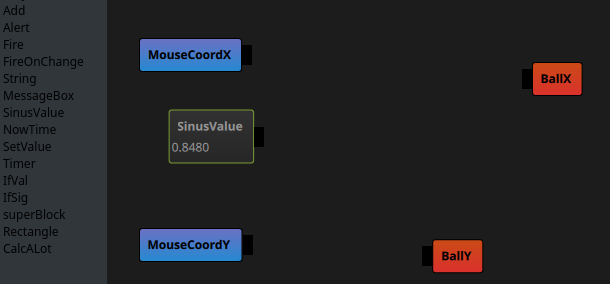 Add
Alert
Fire
FireOnChange
String
MessageBox
SinusValue
NowTime
SetValue
Timer
IfVal
IfSig
superBlock
Rectangle
CalcALot
MouseCoordX
BallX
SinusValue
0.8480
MouseCoordY
BallY